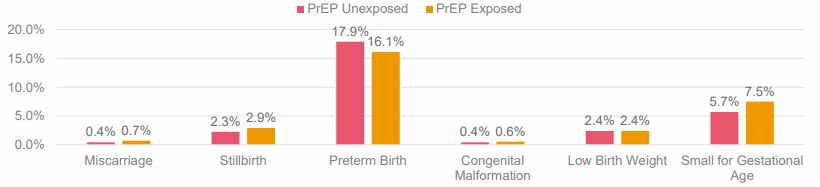 PrEP Unexposed PrEP Exposed
20.0%
15.0%
10.0%
5.0%
0.0%
0.4% 0.7% 2.3% 2.9% 17.9% 16.1% 0.4% 0.6% 2.4% 2.4% 5.7% 7.5%
Miscarriage Stillbirth Preterm Birth Congenital Low Birth Weight Small for Gestational
Malformation Age